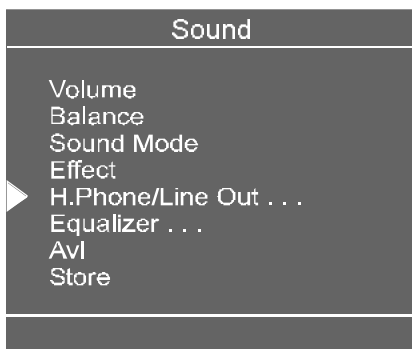 Sound
Volume
Balance
Sound Mode
Effect
H.Phone/Line Out . . .
Equalizer . . .
Avl
Store